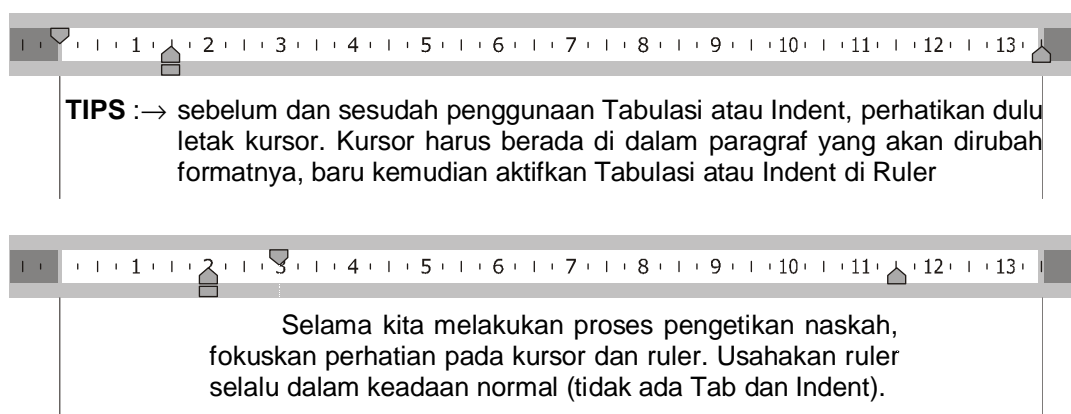 1 2 3 4 5 6 7 8 9 10 11 12 13
TIPS :→ sebelum dan sesudah penggunaan Tabulasi atau Indent, perhatikan dulu
letak kursor. Kursor harus berada di dalam paragraf yang akan dirubah
formatnya, baru kemudian aktifkan Tabulasi atau Indent di Ruler
1 2 3 4 5 6 7 8 9 10 11 12 13
Selama kita melakukan proses pengetikan naskah,
fokuskan perhatian pada kursor dan ruler. Usahakan ruler
selalu dalam keadaan normal (tidak ada Tab dan Indent).